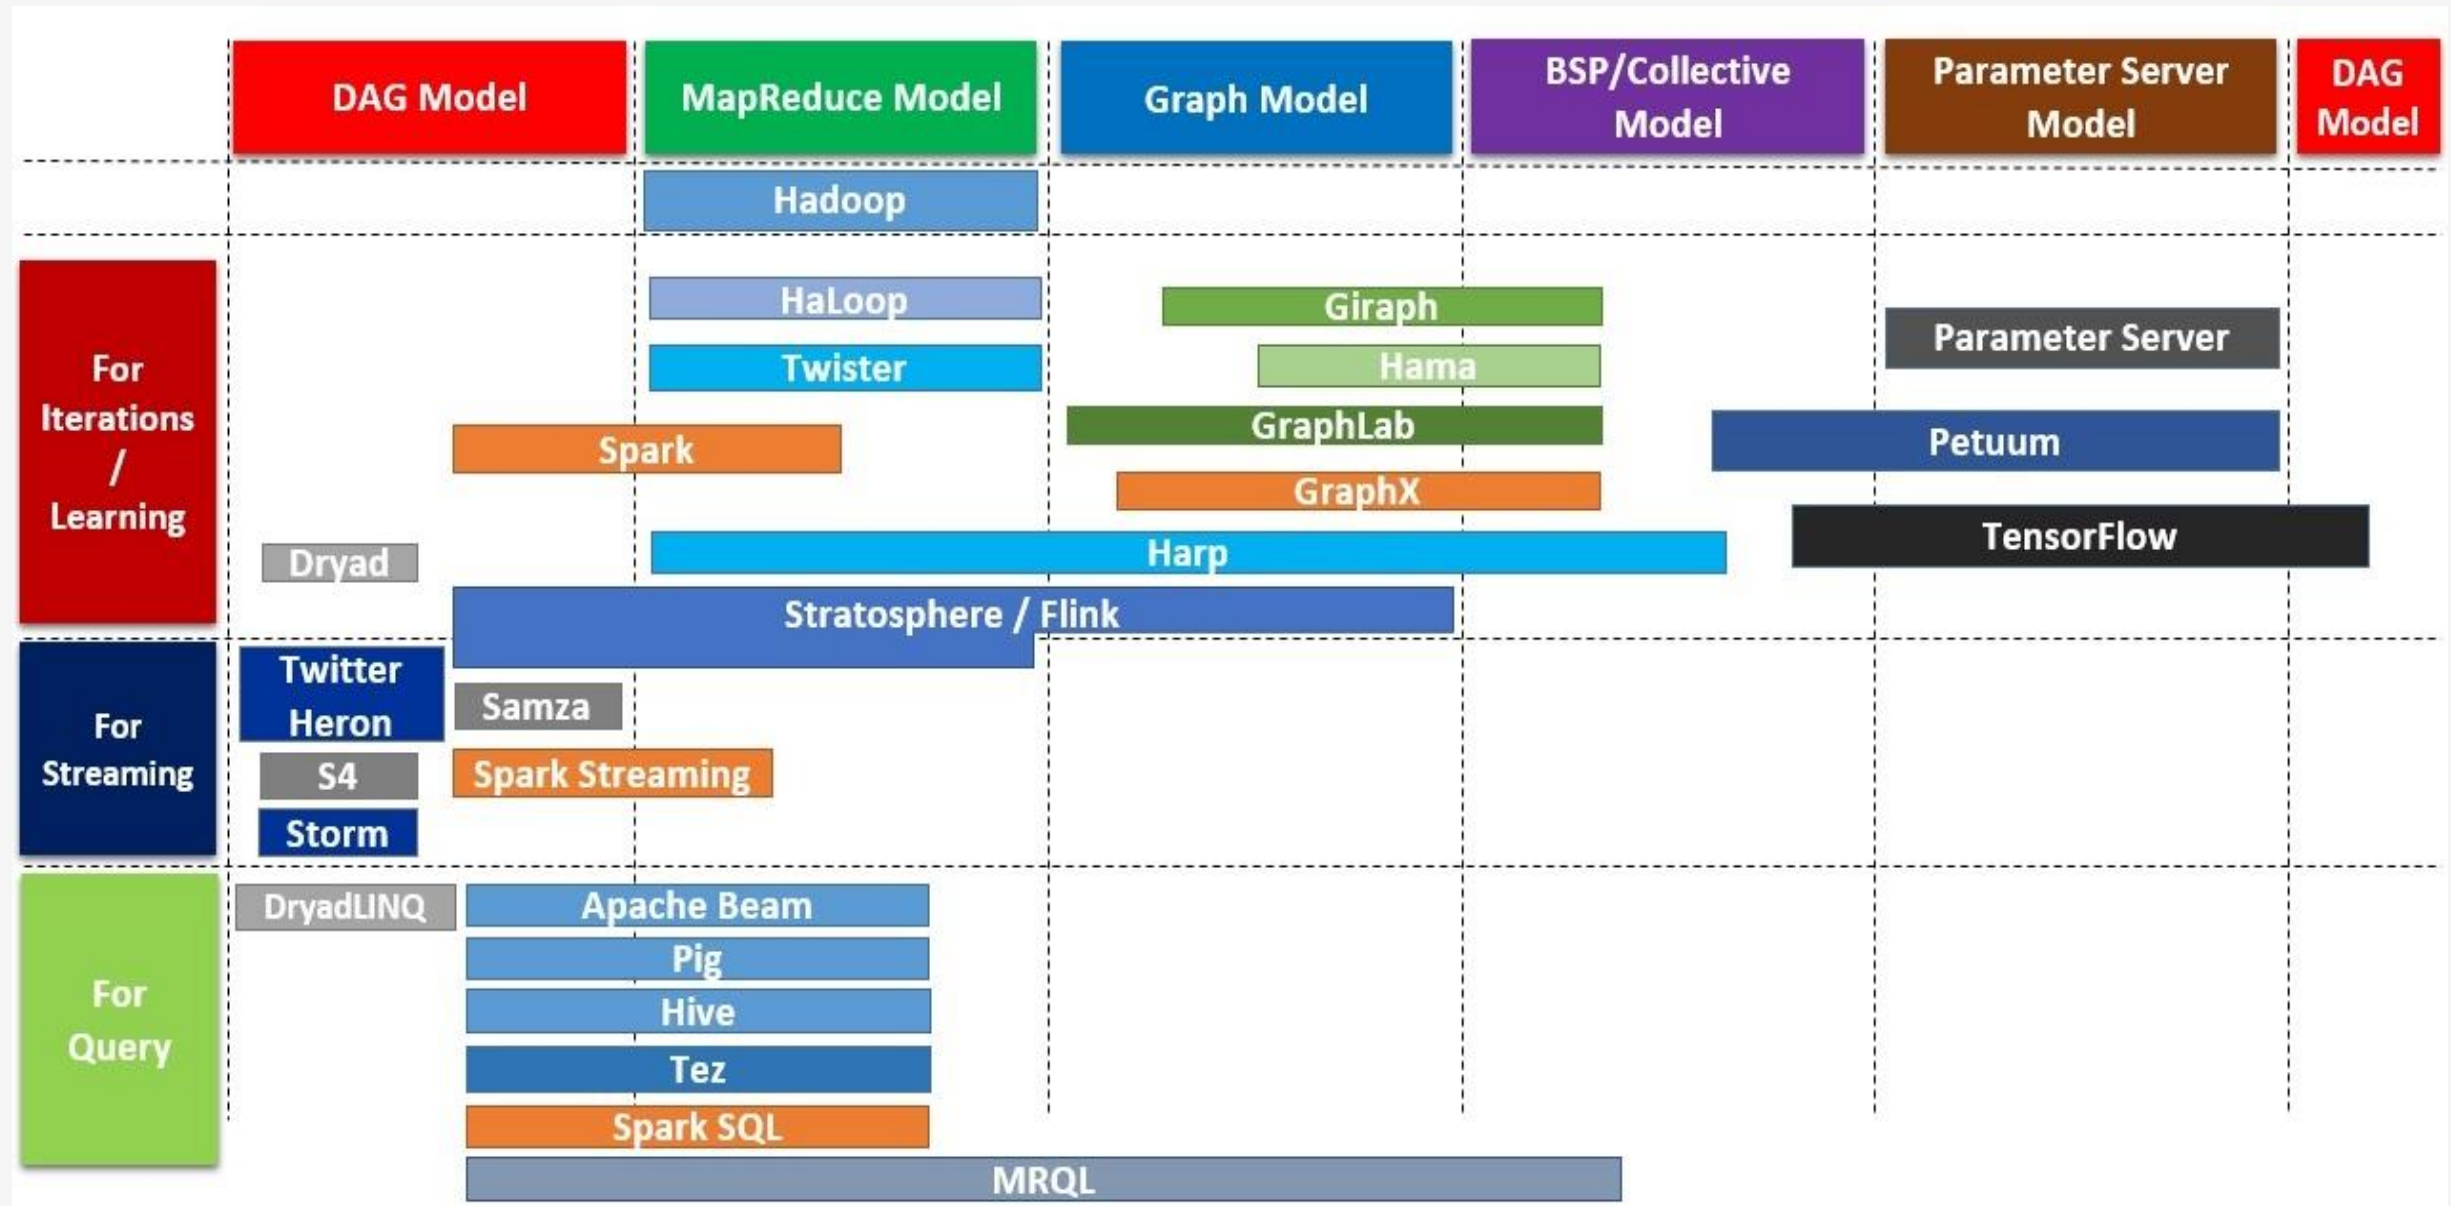 DAG Model
MapReduce Model
Graph Model
BSP/Collective
Model
Parameter Server
Model
DAG
Model
Hadoop
For
Iterations
/
Learning
HaLoop
Giraph
Parameter Server
Twister
Hama
GraphLab
Spark
Petuum
GraphX
Dryad
Harp
TensorFlow
Stratosphere / Flink
For
Streaming
Twitter
Heron
Samza
S4
Spark Streaming
Storm
For
Query
DryadLINQ
Apache Beam
Pig
Hive
Tez
Spark SQL
MRQL